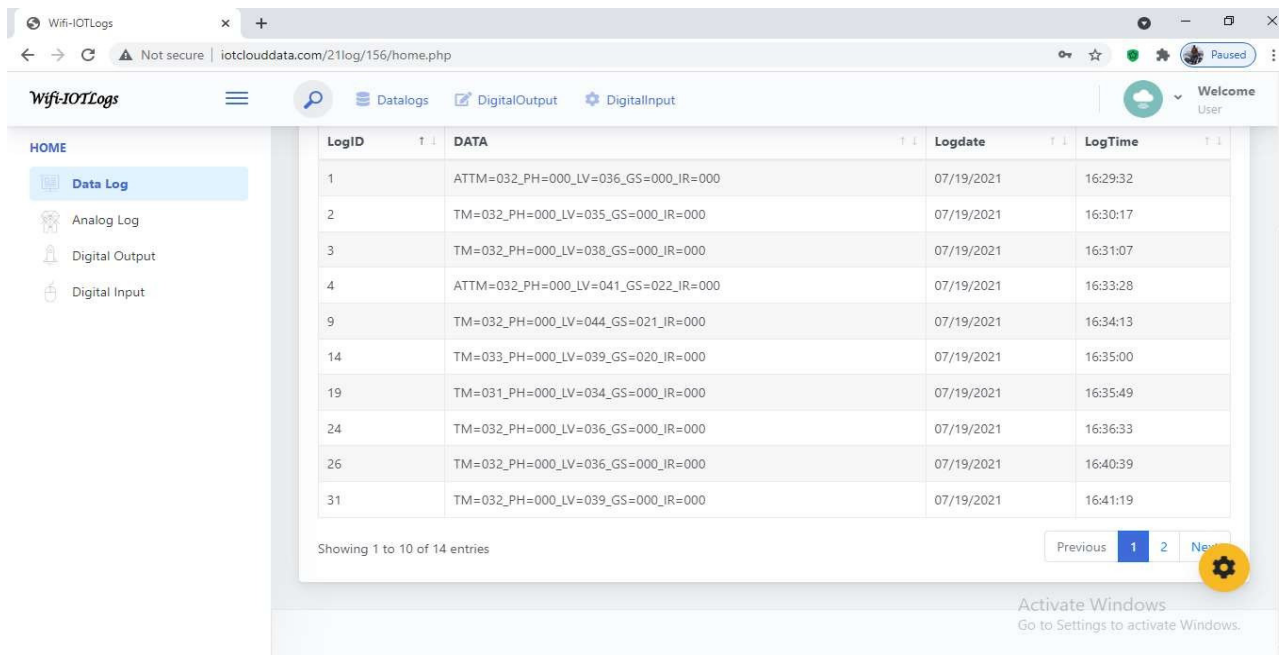 Wifi-IOTLogs
Not secure | iotclouddata.com/21log/156/home.php Paused
Wifi-IOTLogs Datalogs DigitalOutput DigitalInput Welcome
User
HOME
Data Log
Analog Log
Digital Output
Digital Input
LogID DATA Logdate LogTime
1 ATTM=032_PH=000_LV=036_GS=000_IR=000 07/19/2021 16:29:32
2 TM=032_PH=000_LV=035_GS=000_IR=000 07/19/2021 16:30:17
3 TM=032_PH=000_LV=038_GS=000_IR=000 07/19/2021 16:31:07
4 ATTM=032_PH=000_LV=041_GS=022_IR=000 07/19/2021 16:33:28
9 TM=032_PH=000_LV=044_GS=021_IR=000 07/19/2021 16:34:13
14 TM=033_PH=000_LV=039_GS=020_IR=000 07/19/2021 16:35:00
19 TM=031_PH=000_LV=034_GS=000_IR=000 07/19/2021 16:35:49
24 TM=032_PH=000_LV=036_GS=000_IR=000 07/19/2021 16:36:33
26 TM=032_PH=000_LV=036_GS=000_IR=000 07/19/2021 16:40:39
31 TM=032_PH=000_LV=039_GS=000_IR=000 07/19/2021 16:41:19
Showing 1 to 10 of 14 entries Previous 1 2
Activate Windows
Go to Settings to activate Windows.